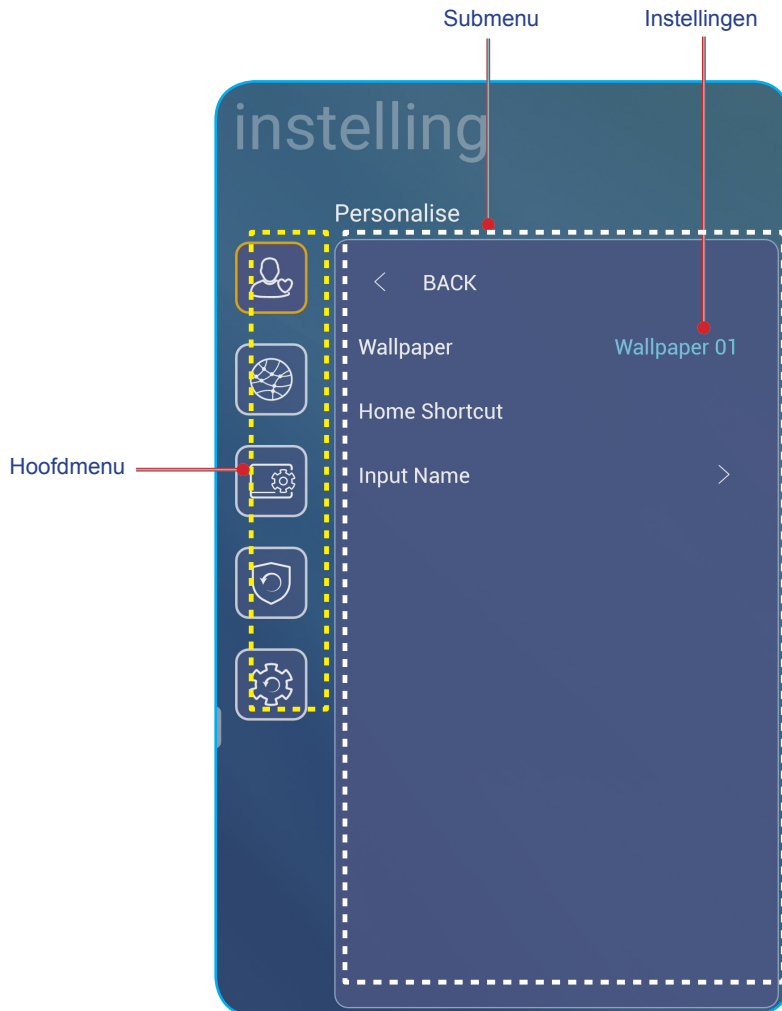 Submenu Instellingen
instelling
Personalise
BACK
Wallpaper Wallpaper 01
Home Shortcut
Hoofdmenu
Input Name